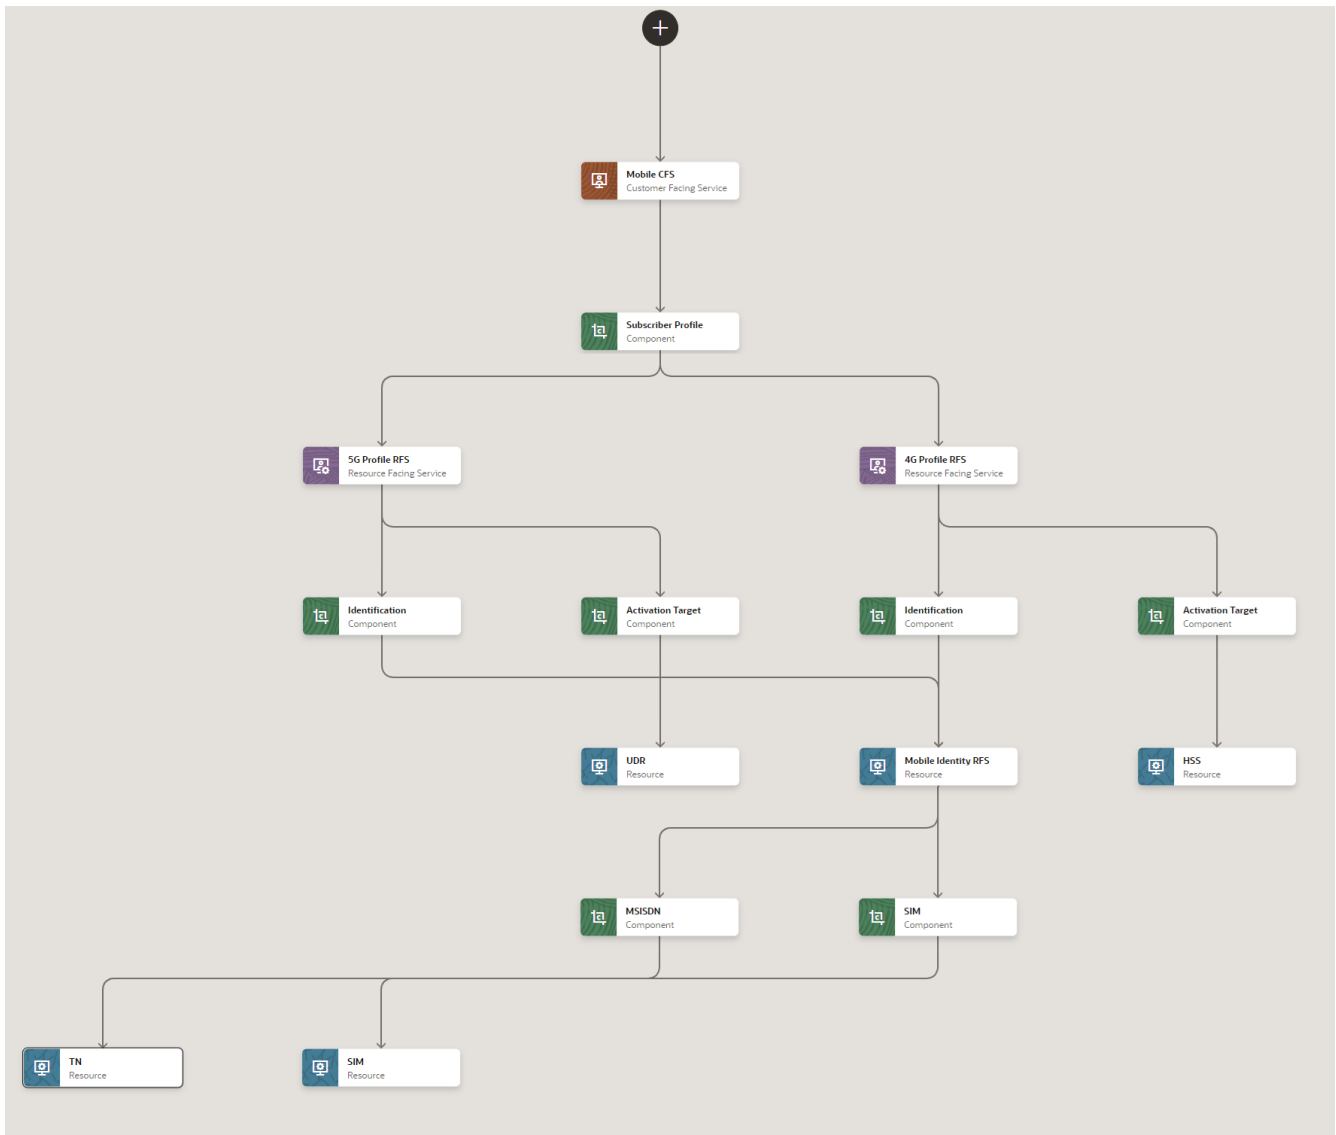 Mobile CFS
Customer Facing Service
Subscriber Profile
Component
5G Profile RFS
Resource Facing Service
4G Profile RFS
Resource Facing Service
Identification
Component
Activation Target
Component
Identification
Component
Activation Target
Component
UDR
Resource
Mobile Identity RFS
Resource
HSS
Resource
MSISDN
Component
SIM
Component
TN
Resource
SIM
Resource